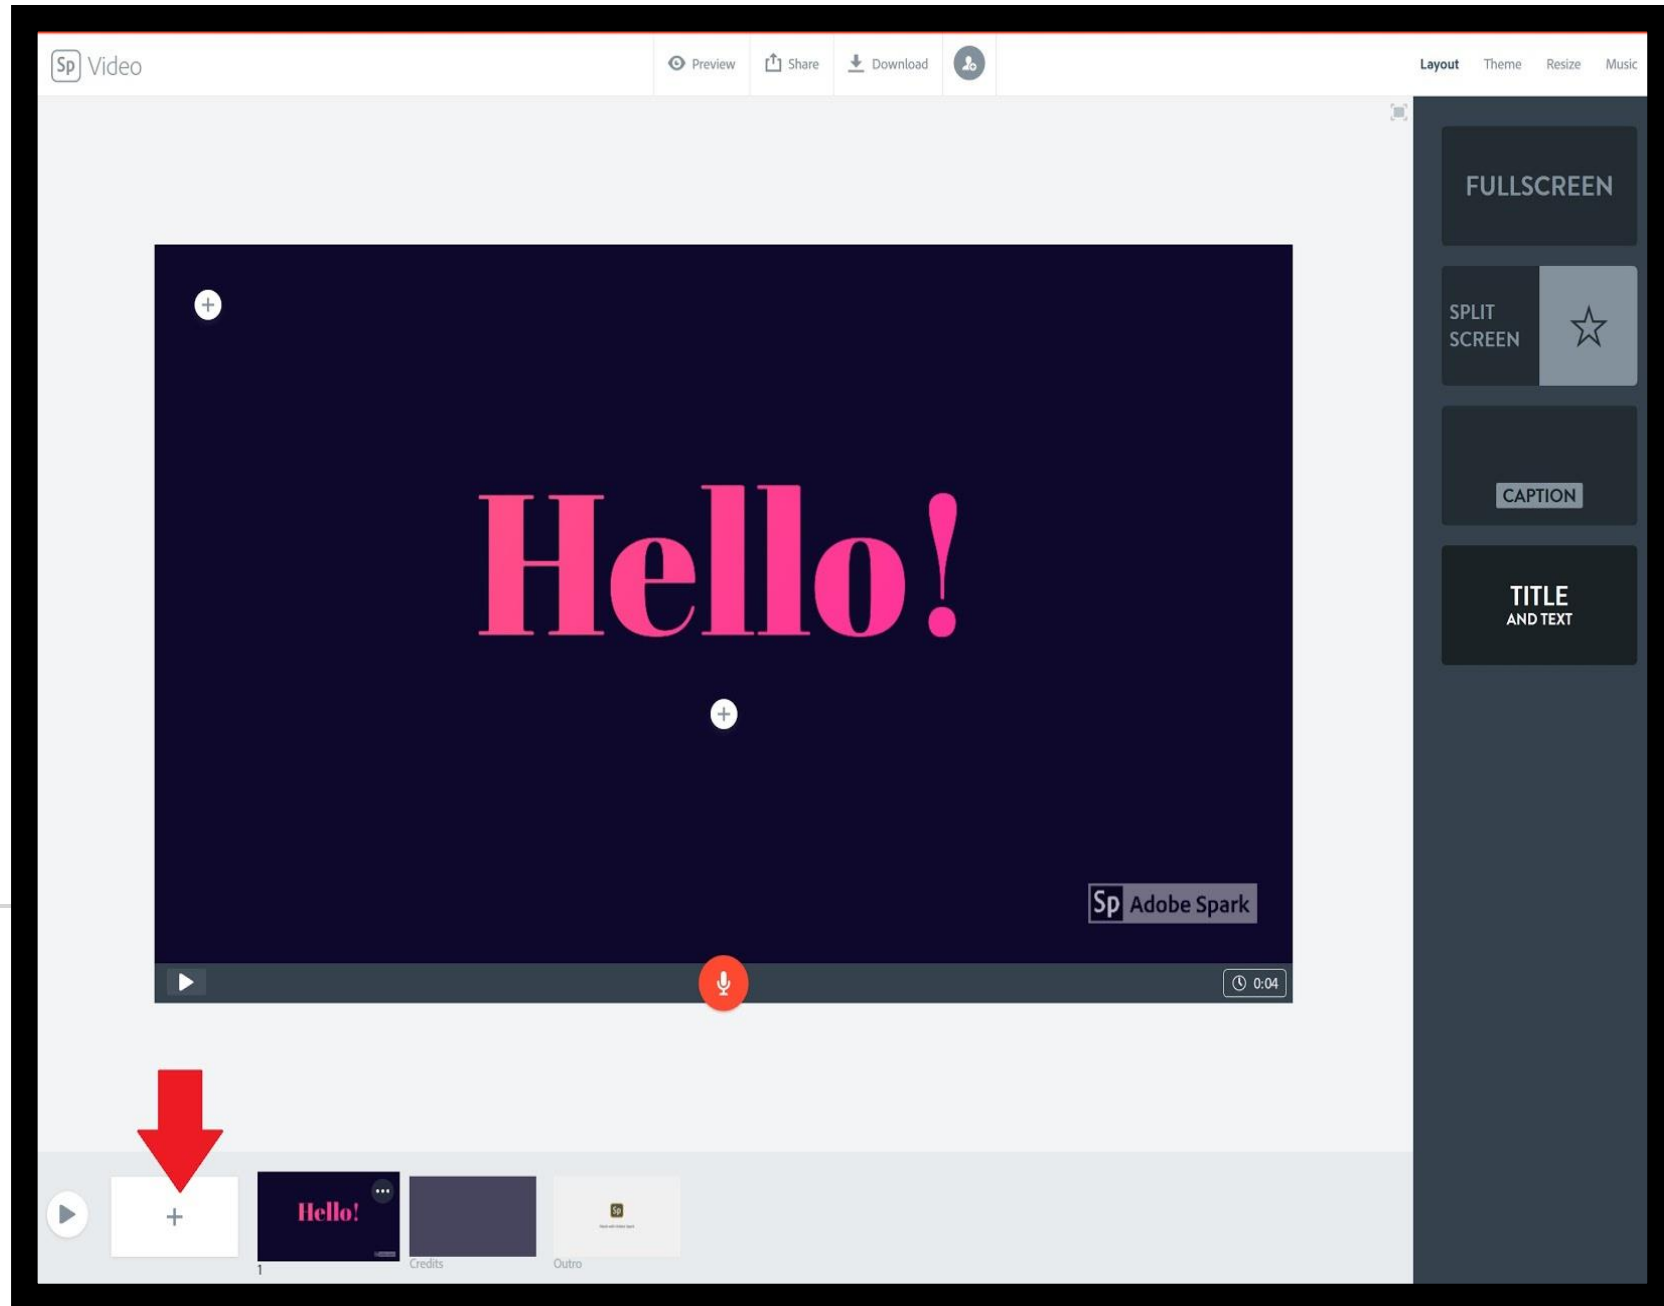 Sp Video
Preview
Share
Download
Layout
Theme
Resize
Music
FULLSCREEN
SPLIT
SCREEN
CAPTION
TITLE
AND TEXT
Hello!
Sp Adobe Spark
0:04
Hello!
1
Credits
Sp
Outro